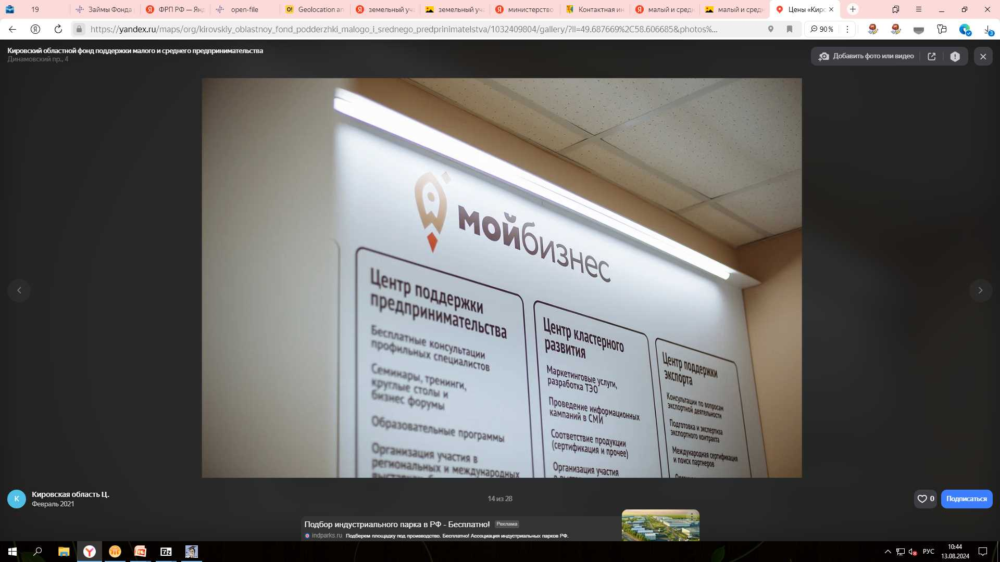 19
Займы Фонда
ФРП РФ — Янд
open-file
Geolocation an
земельный уча
земельный уча
министерство
Контактная ин
малый и средн
малый и средн
Цены «Киро
https://yandex.ru/maps/org/kirovskiy_oblastnoy_fond_podderzhki_malogo_i_srednego_predprinimatelstva/1032409804/gallery/?ll=49.687669%2C58.606685&photos%...
90%
3
Кировский областной фонд поддержки малого и среднего предпринимательства
Динамовский пр., 4
Добавить фото или видео
мойбизнес
Центр поддержки
предпринимательства
Бесплатные консультации
профильных специалистов
Семинары, тренинги,
круглые столы и
бизнес форумы
Образовательные программы
Организация участия в
региональных и международных
Центр кластерного
развития
Маркетинговые услуги,
разработка ТЭО
Проведение информационных
кампаний в СМИ
Соответствие продукции
(сертификация и прочее)
Организация участия
Центр поддержки
экспорта
Консультации по вопросам
экспортной деятельности
Подготовка и экспертиза
экспортного контракта
Международная сертификация
и поиск партнеров
К
Кировская область Ц.
Февраль 2021
14 из 28
0
Подписаться
Подбор индустриального парка в РФ - Бесплатно!
Реклама
indparks.ru Подберем площадку под производство. Бесплатно! Ассоциация индустриальных парков РФ.
РУС
10:44
13.08.2024